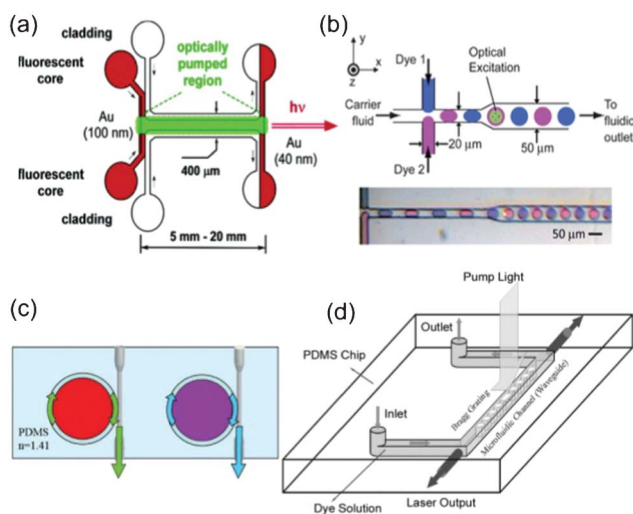 (a)
cladding
fluorescent
core
optically
pumped
region
hν
Au
(100 nm)
Au
(40 nm)
400 μm
fluorescent
core
cladding
5 mm - 20 mm
(b)
y
x
z
Dye 1
Optical
Excitation
Carrier
fluid
To
fluidic
outlet
20 μm
50 μm
Dye 2
50 μm
(c)
PDMS
n=1.41
(d)
Pump Light
Outlet
PDMS Chip
Inlet
Bragg Grating
Microfluidic Channel (Waveguide)
Dye Solution
Laser Output